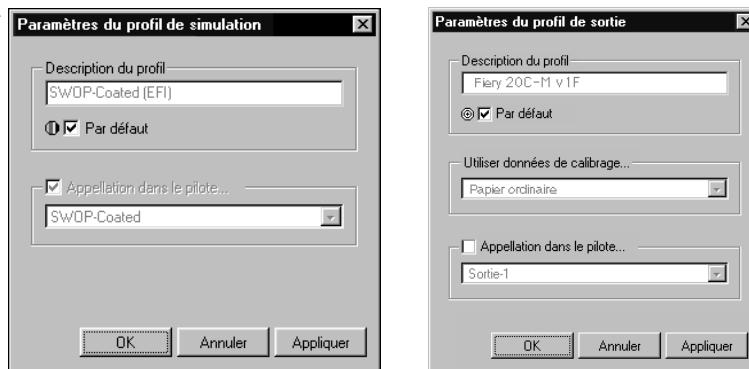 Paramètres du profil de simulation
Description du profil
SWOP-Coated (EFI)
Par défaut
Appellation dans le pilote...
SWOP-Coated
OK Annuler Appliquer
Paramètres du profil de sortie
Description du profil
Fiery 20C-M v1F
Par défaut
Utiliser données de calibrage...
Papier ordinaire
Appellation dans le pilote...
Sortie-1
OK Annuler Appliquer